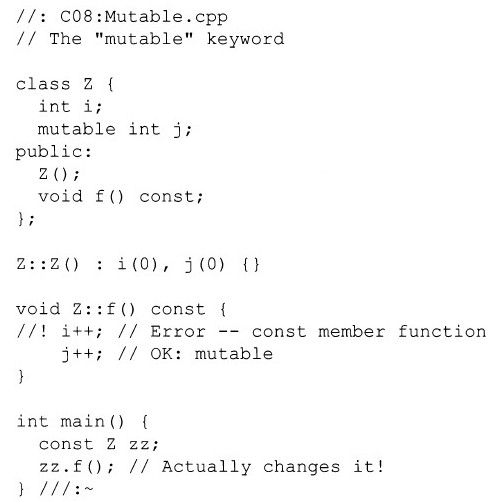 //: C08:Mutable.cpp
// The "mutable" keyword

class Z {
  int i;
  mutable int j;
public:
  Z();
  void f() const;
};

Z::Z() : i(0), j(0) {}

void Z::f() const {
//! i++; // Error -- const member function
    j++; // OK: mutable
}

int main() {
  const Z zz;
  zz.f(); // Actually changes it!
} ///:~